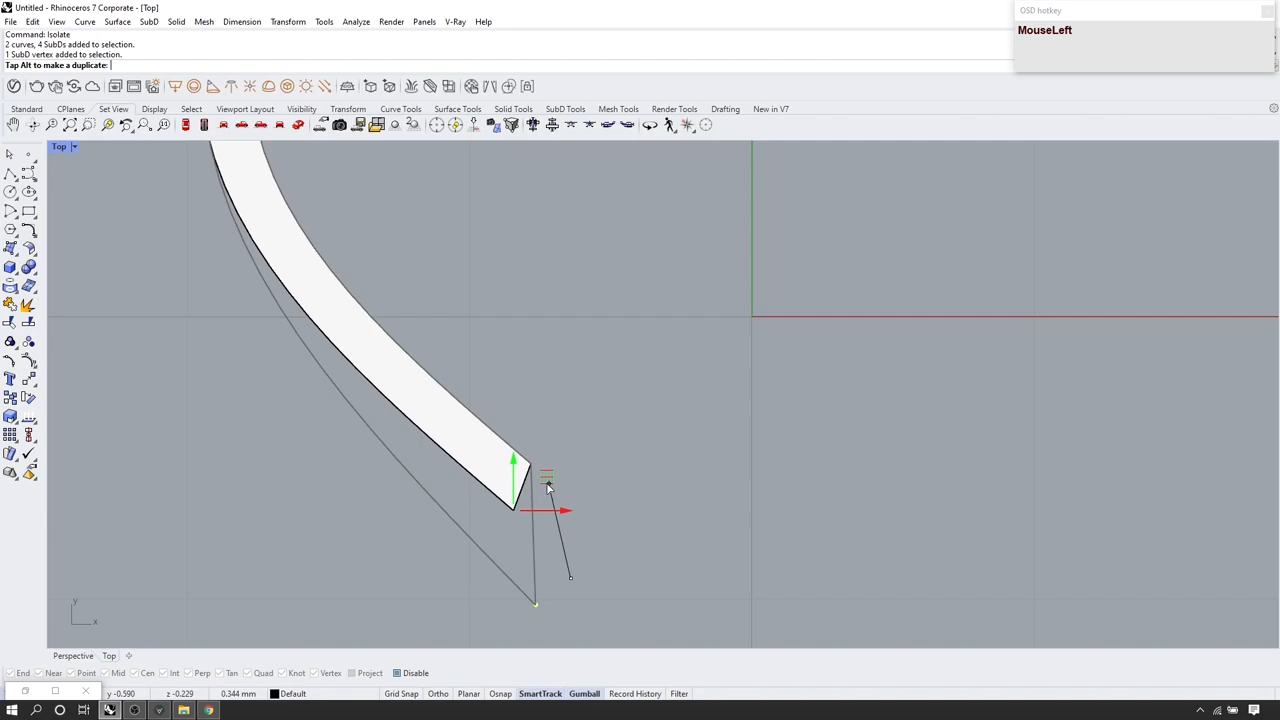 Untitled - Rhinoceros 7 Corporate - [Top]
OSD hotkey
File Edit View Curve Surface SubD Solid Mesh Dimension Transform Tools Analyze Render Panels V-Ray Help
MouseLeft
Command: Isolate
2 curves, 4 SubDs added to selection.
1 SubD vertex added to selection.
Tap Alt to make a duplicate:
Standard CPlanes Set View Display Select Viewport Layout Visibility Transform Curve Tools Surface Tools Solid Tools SubD Tools Mesh Tools Render Tools Drafting New in V7
Top
y
x
Perspective Top
End Near Point Mid Cen Int Perp Tan Quad Knot Vertex Project Disable
y -0.590 z -0.229 0.344 mm Default Grid Snap Ortho Planar Osnap SmartTrack Gumball Record History Filter